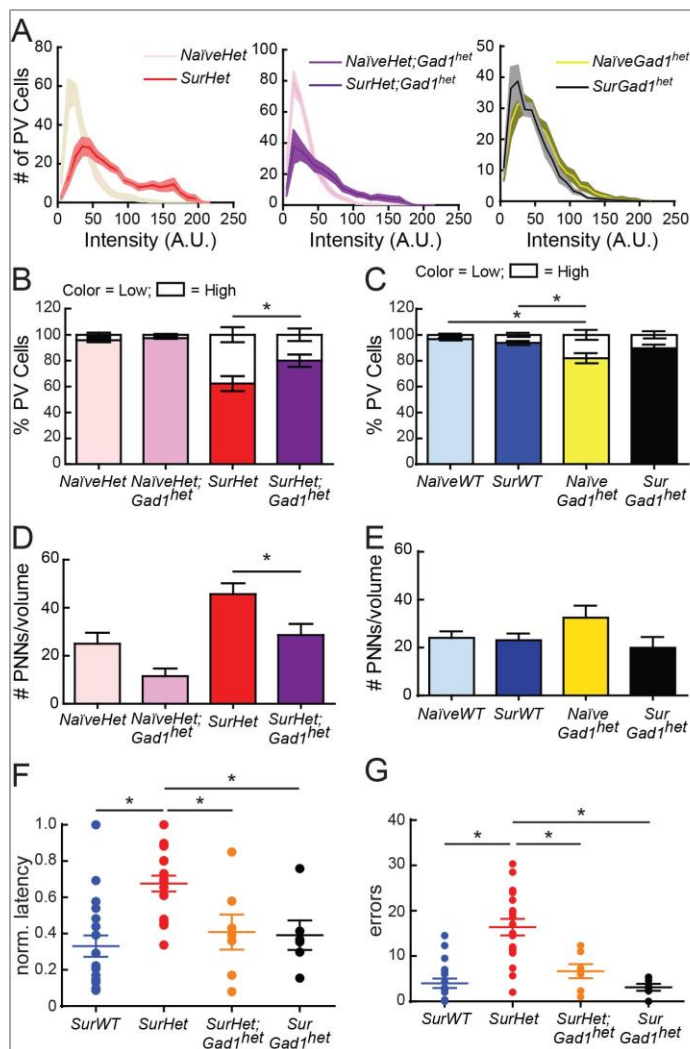 A
NaïveHet
SurHet
NaïveHet;Gad1het
SurHet;Gad1het
NaïveGad1het
SurGad1het
# of PV Cells
80
60
40
20
0
0 50 100 150 200 250
100
80
60
40
20
0
0 50 100 150 200 250
50
40
30
20
10
0
0 50 100 150 200 250
Intensity (A.U.) Intensity (A.U.) Intensity (A.U.)
B
Color = Low; = High
*
% PV Cells
120
100
80
60
40
20
0
NaïveHet
NaïveHet;
Gad1het
SurHet
SurHet;
Gad1het
C
Color = Low; = High
*
*
% PV Cells
120
100
80
60
40
20
0
NaïveWT
SurWT
Naïve
Gad1het
Sur
Gad1het
D
*
# PNNs/volume
60
40
20
0
NaïveHet
NaïveHet;
Gad1het
SurHet
SurHet;
Gad1het
E
# PNNs/volume
60
40
20
0
NaïveWT
SurWT
Naïve
Gad1het
Sur
Gad1het
F
*
* *
norm. latency
1.0
0.8
0.6
0.4
0.2
0
SurWT
SurHet
SurHet;
Gad1het
Sur
Gad1het
G
*
* *
errors
40
30
20
10
0
SurWT
SurHet
SurHet;
Gad1het
Sur
Gad1het